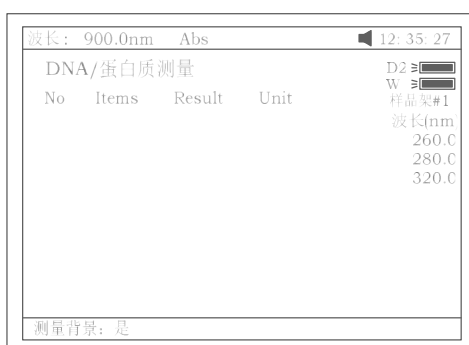 波长: 900.0nm Abs 12:35:27
DNA/蛋白质测量
D2
W
No Items Result Unit
样品架#1
波长(nm
260.0
280.0
320.0
测量背景: 是